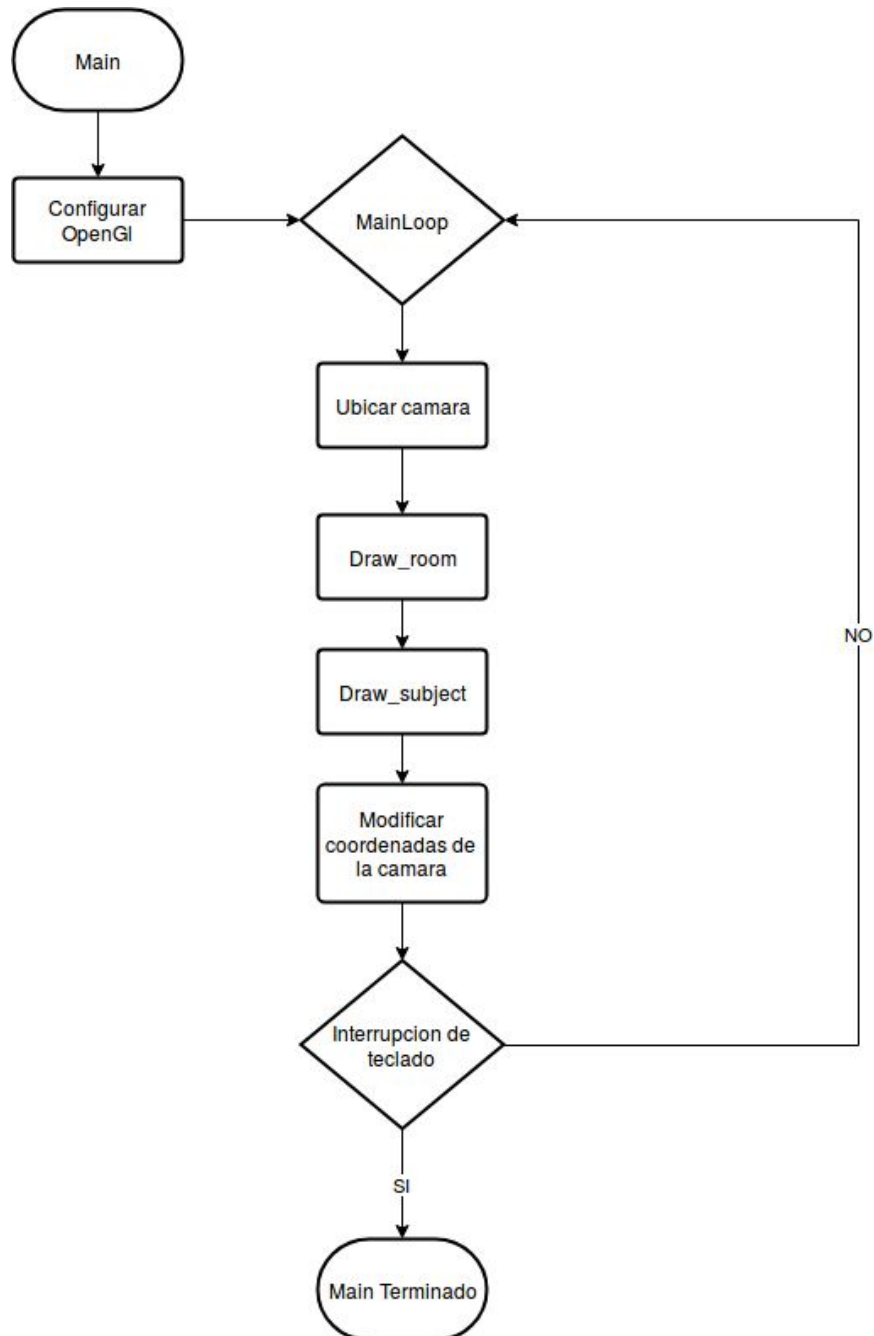 Main
Configurar
OpenGl
MainLoop
Ubicar camara
Draw_room
NO
Draw_subject
Modificar
coordenadas de
la camara
Interrupcion de
teclado
SI
Main Terminado